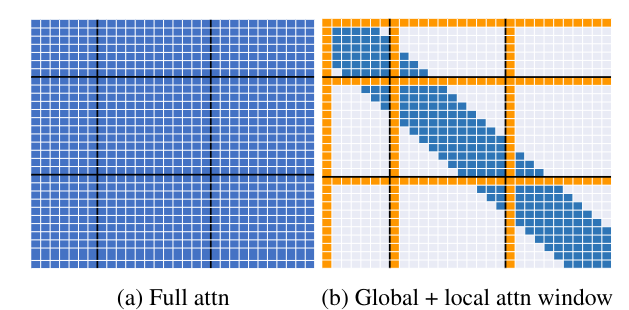 (a) Full attn
(b) Global + local attn window